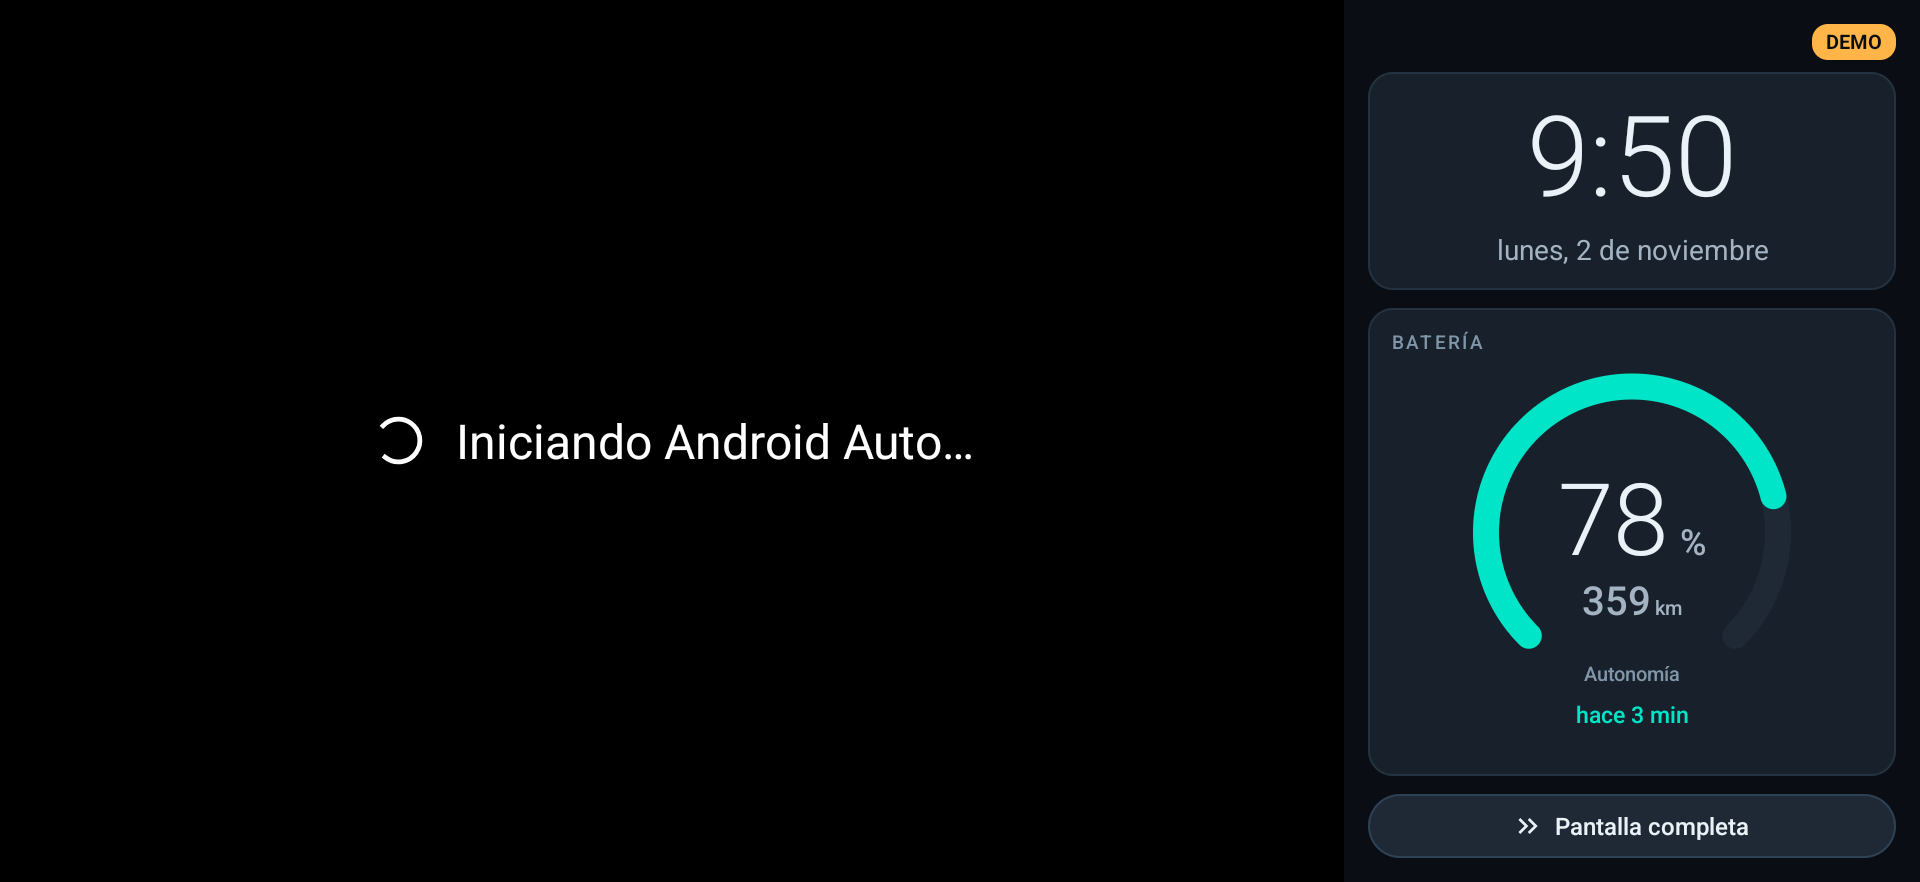 Iniciando Android Auto...
DEMO
9:50
lunes, 2 de noviembre
BATERÍA
78 %
359 km
Autonomía
hace 3 min
Pantalla completa